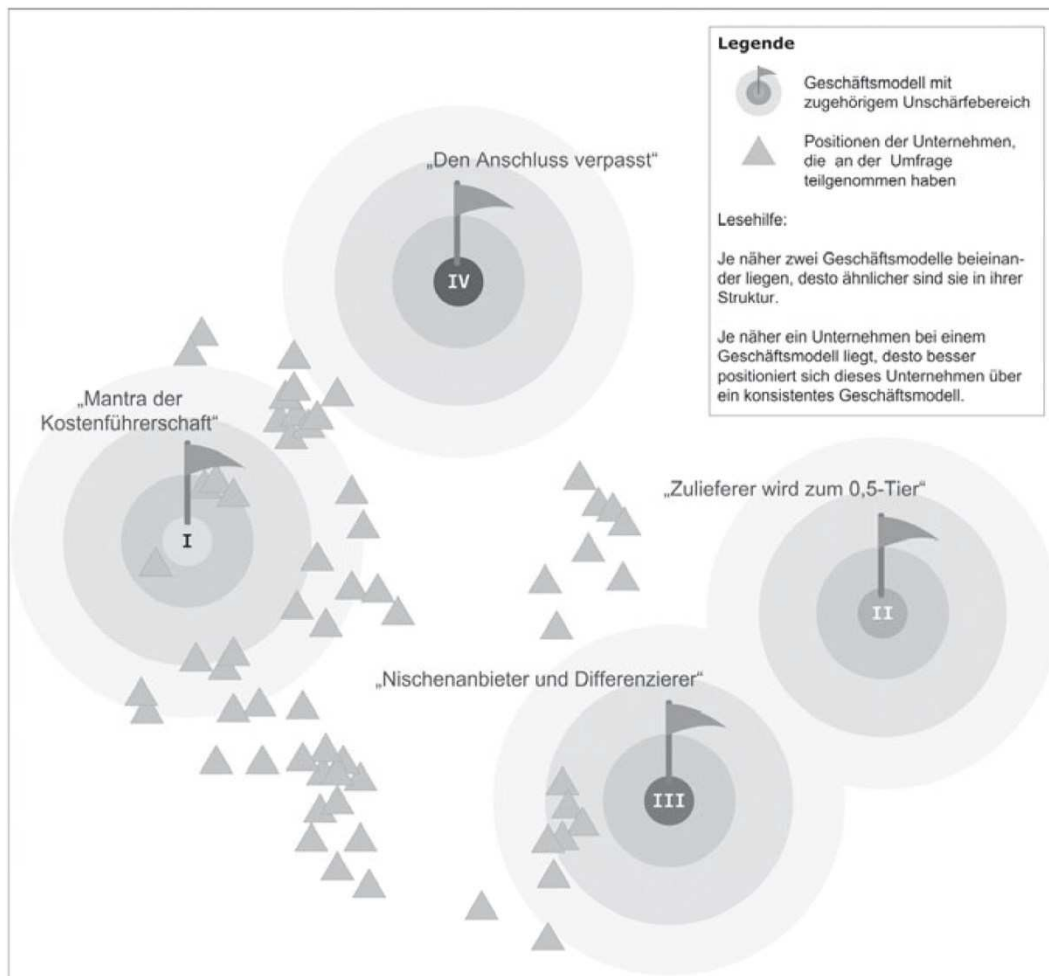 Legende
Geschäftsmodell mit
zugehörigem Unschärfebereich
Positionen der Unternehmen,
die an der Umfrage
teilgenommen haben
Lesehilfe:
Je näher zwei Geschäftsmodelle beieinan-
der liegen, desto ähnlicher sind sie in ihrer
Struktur.
Je näher ein Unternehmen bei einem
Geschäftsmodell liegt, desto besser
positioniert sich dieses Unternehmen über
ein konsistentes Geschäftsmodell.
„Den Anschluss verpasst“
IV
„Mantra der
Kostenführerschaft“
I
„Zulieferer wird zum 0,5-Tier“
II
„Nischenanbieter und Differenzierer“
III